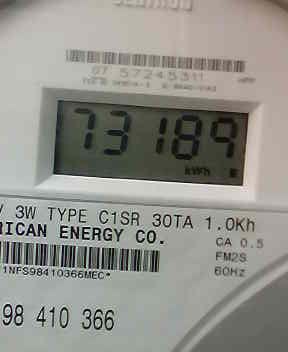 07 57245311
73189
kWh
V 3W TYPE C1SR 30TA 1.0Kh
RICAN ENERGY CO.
CA 0.5
FM2S
60Hz
1NFS98410366MEC*
98 410 366